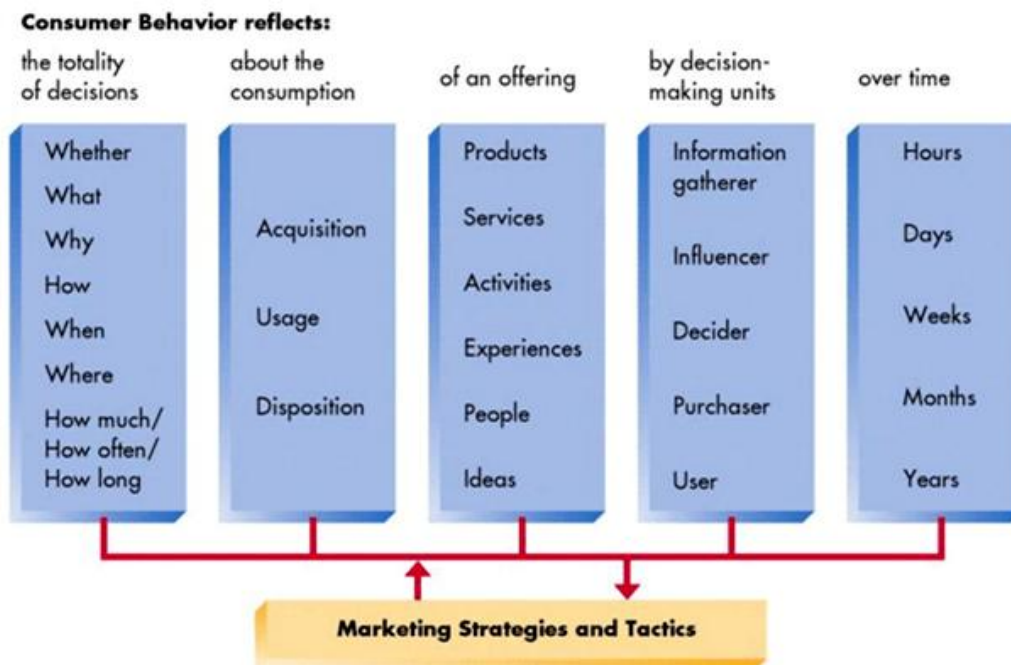 Consumer Behavior reflects:
the totality
of decisions
about the
consumption
of an offering
by decision-
making units
over time
Whether
What
Why
How
When
Where
How much/
How often/
How long
Acquisition
Usage
Disposition
Products
Services
Activities
Experiences
People
Ideas
Information
gatherer
Influencer
Decider
Purchaser
User
Hours
Days
Weeks
Months
Years
Marketing Strategies and Tactics